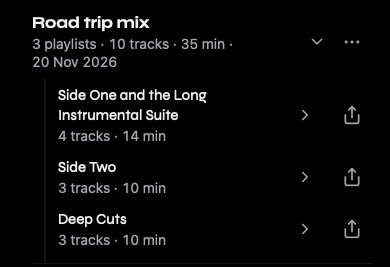 Road trip mix
3 playlists · 10 tracks · 35 min ·
20 Nov 2026
Side One and the Long
Instrumental Suite
4 tracks · 14 min
Side Two
3 tracks · 10 min
Deep Cuts
3 tracks · 10 min